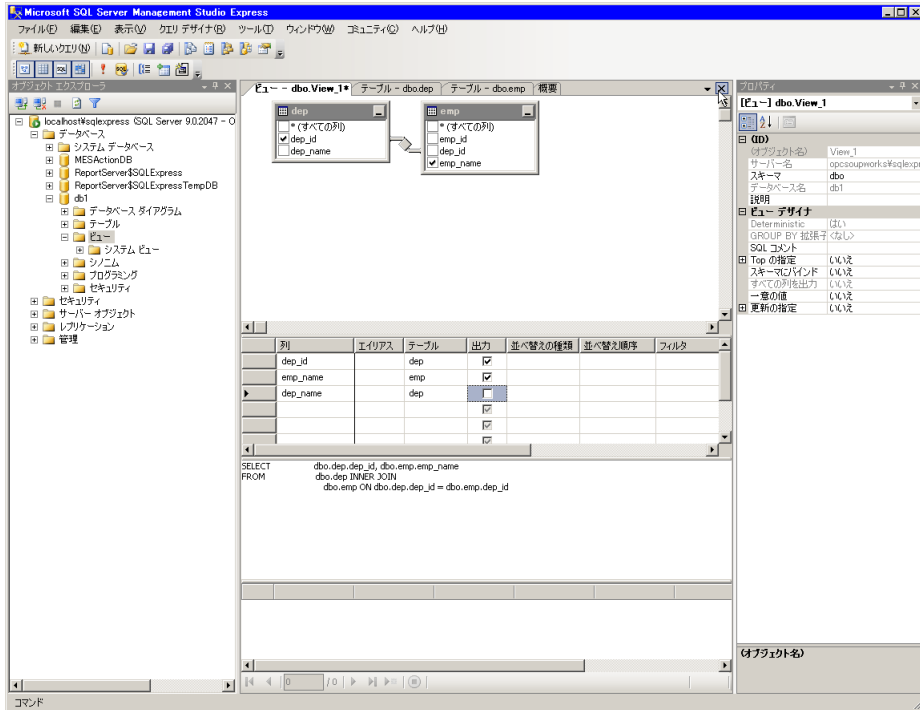 Microsoft SQL Server Management Studio Express
ファイル(F) 編集(E) 表示(V) クエリ デザイナ(R) ツール(T) ウィンドウ(W) コミュニティ(C) ヘルプ(H)
新しいクエリ(N)
オブジェクト エクスプローラ
localhost¥sqlexpress (SQL Server 9.0.2047 - O
データベース
システム データベース
MESActionDB
ReportServer$SQLExpress
ReportServer$SQLExpressTempDB
db1
データベース ダイアグラム
テーブル
ビュー
システム ビュー
シノニム
プログラミング
セキュリティ
セキュリティ
サーバー オブジェクト
レプリケーション
管理
ビュー - dbo.View_1* テーブル - dbo.dep テーブル - dbo.emp 概要
dep
* (すべての列)
dep_id
dep_name
emp
* (すべての列)
emp_id
dep_id
emp_name
列 エイリアス テーブル 出力 並べ替えの種類 並べ替え順序 フィルタ
dep_id dep
emp_name emp
dep_name dep
SELECT dbo.dep.dep_id, dbo.emp.emp_name
FROM dbo.dep INNER JOIN
dbo.emp ON dbo.dep.dep_id = dbo.emp.dep_id
0 / 0
プロパティ
[ビュー] dbo.View_1
(ID)
(オブジェクト名) View_1
サーバー名 opcsoupworks¥sqlexpr
スキーマ dbo
データベース名 db1
説明
ビュー デザイナ
Deterministic はい
GROUP BY 拡張子 <なし>
SQL コメント
Top の指定 いいえ
スキーマにバインド いいえ
すべての列を出力 いいえ
一意の値 いいえ
更新の指定 いいえ
(オブジェクト名)
コマンド